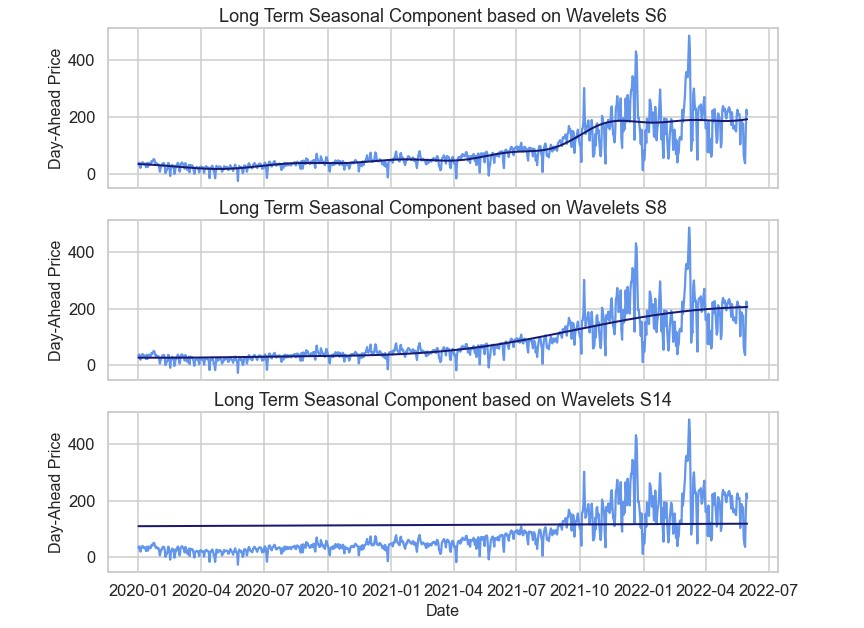 Long Term Seasonal Component based on Wavelets S6
Day-Ahead Price
400
200
0
Long Term Seasonal Component based on Wavelets S8
Day-Ahead Price
400
200
0
Long Term Seasonal Component based on Wavelets S14
Day-Ahead Price
400
200
0
2020-01 2020-04 2020-07 2020-10 2021-01 2021-04 2021-07 2021-10 2022-01 2022-04 2022-07
Date